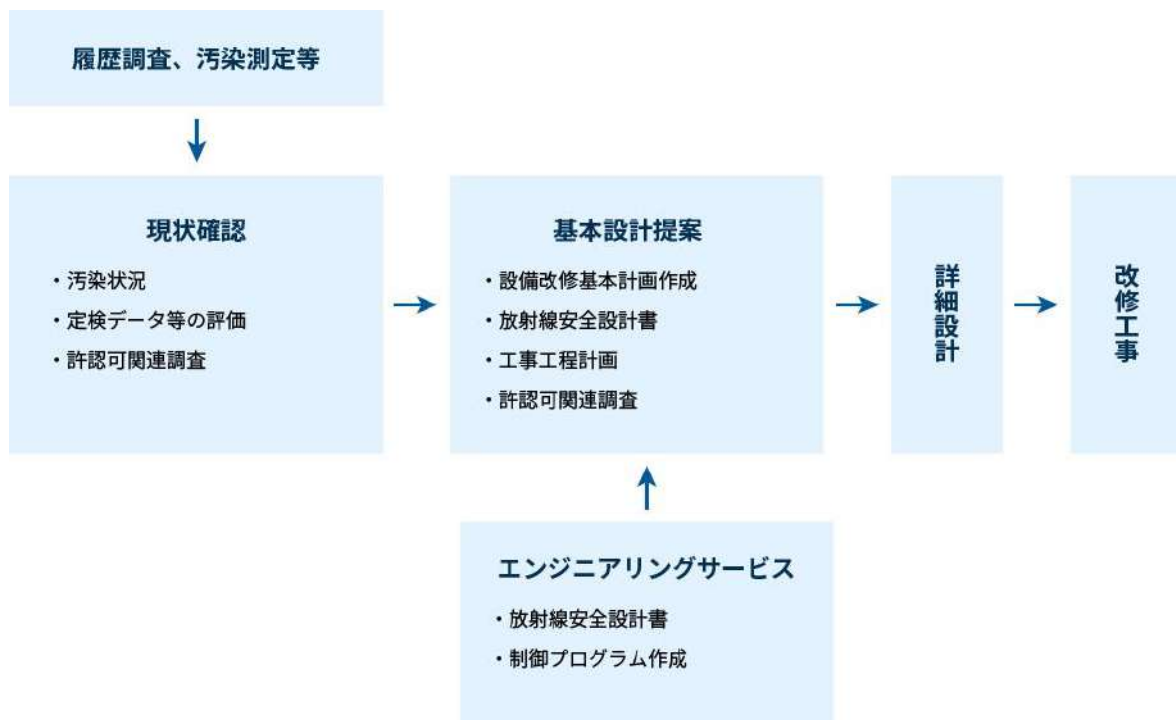 履歴調査、汚染測定等
現状確認
・汚染状況
・定検データ等の評価
・許認可関連調査
基本設計提案
・設備改修基本計画作成
・放射線安全設計書
・工事工程計画
・許認可関連調査
詳細設計
改修工事
エンジニアリングサービス
・放射線安全設計書
・制御プログラム作成